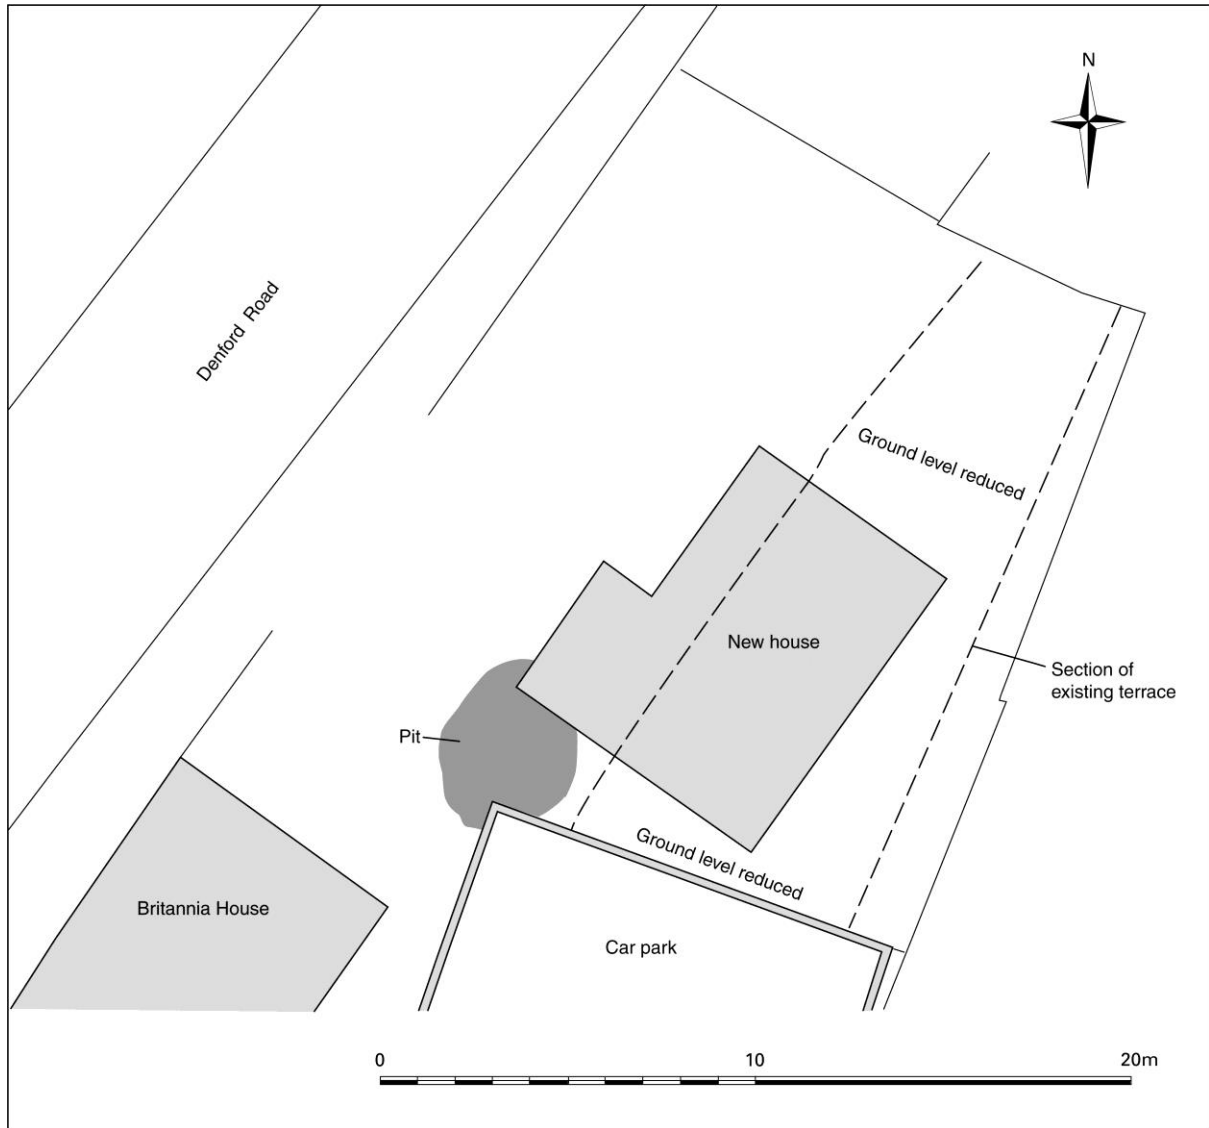 N
Denford Road
Ground level reduced
New house
Section of
existing terrace
Pit
Ground level reduced
Britannia House
Car park
0 10 20m